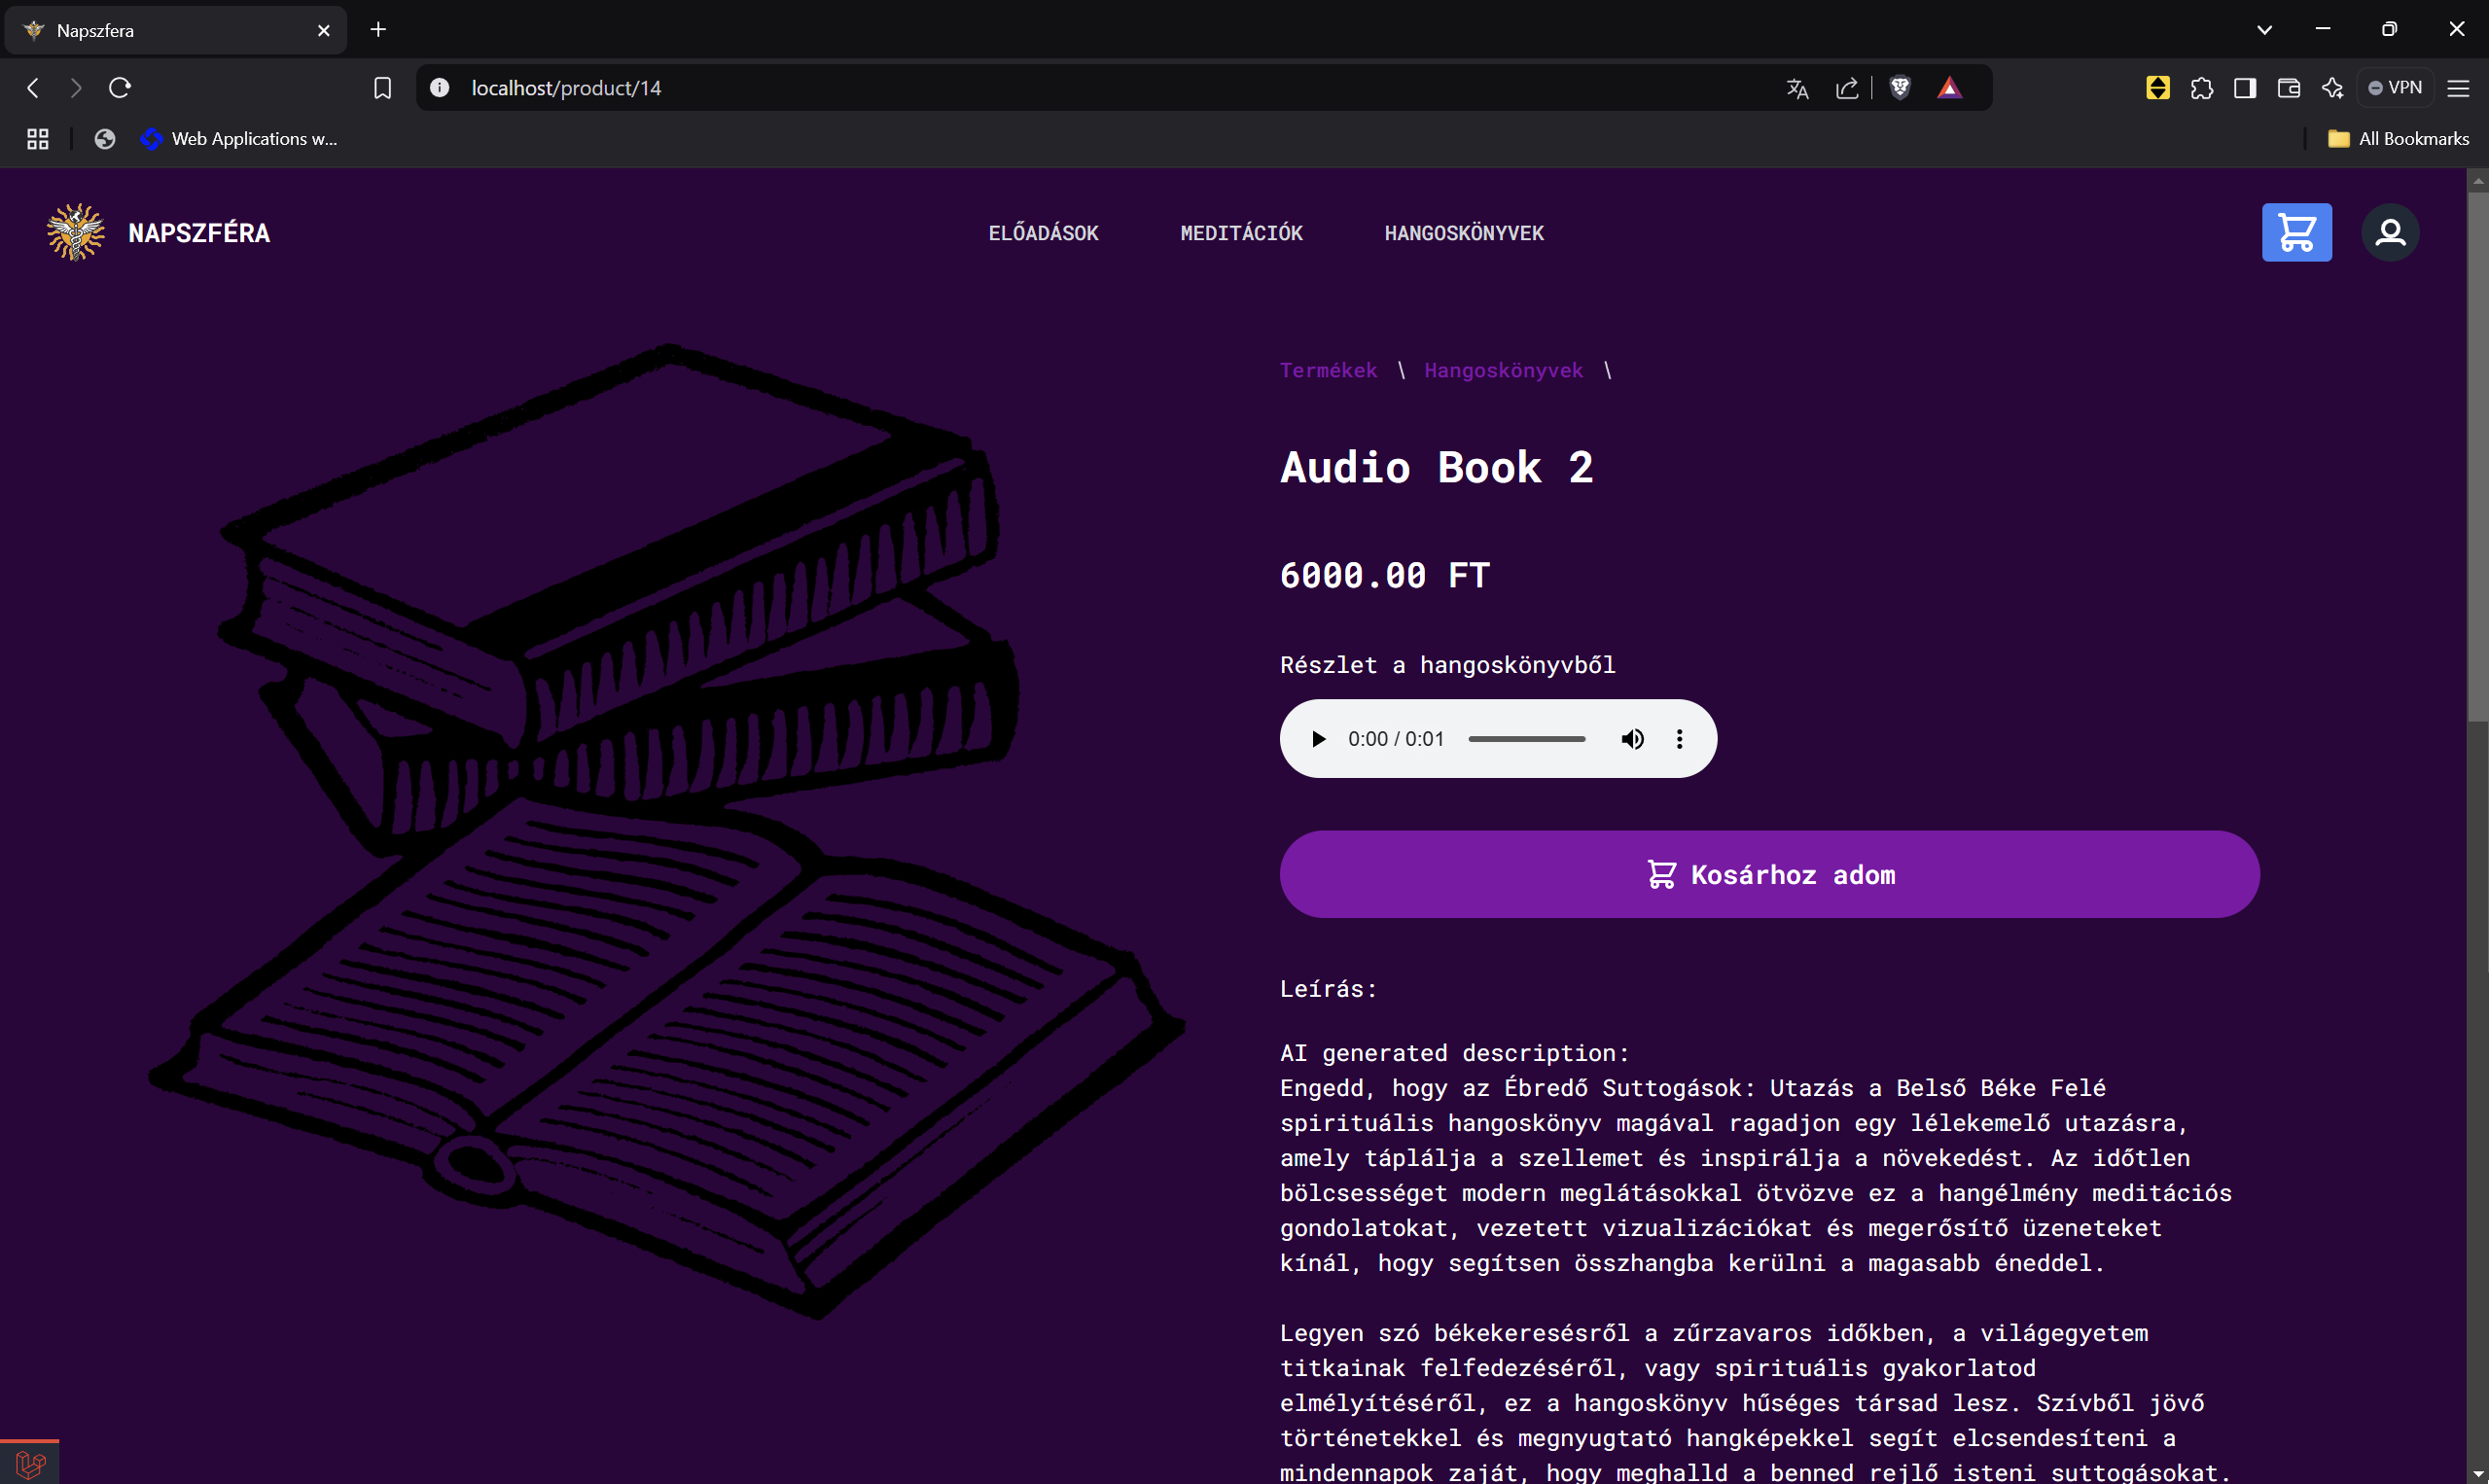 Napszfera
localhost/product/14
VPN
Web Applications w...
All Bookmarks
NAPSZFÉRA
ELŐADÁSOK
MEDITÁCIÓK
HANGOSKÖNYVEK
Termékek \ Hangoskönyvek \
Audio Book 2
6000.00 FT
Részlet a hangoskönyvből
0:00 / 0:01
Kosárhoz adom
Leírás:
AI generated description:
Engedd, hogy az Ébredő Suttogások: Utazás a Belső Béke Felé
spirituális hangoskönyv magával ragadjon egy lélekemelő utazásra,
amely táplálja a szellemet és inspirálja a növekedést. Az időtlen
bölcsességet modern meglátásokkal ötvözve ez a hangélmény meditációs
gondolatokat, vezetett vizualizációkat és megerősítő üzeneteket
kínál, hogy segítsen összhangba kerülni a magasabb éneddel.
Legyen szó békekeresésről a zűrzavaros időkben, a világegyetem
titkainak felfedezéséről, vagy spirituális gyakorlatod
elmélyítéséről, ez a hangoskönyv hűséges társad lesz. Szívből jövő
történetekkel és megnyugtató hangképekkel segít elcsendesíteni a
mindennapok zaját, hogy meghalld a benned rejlő isteni suttogásokat.